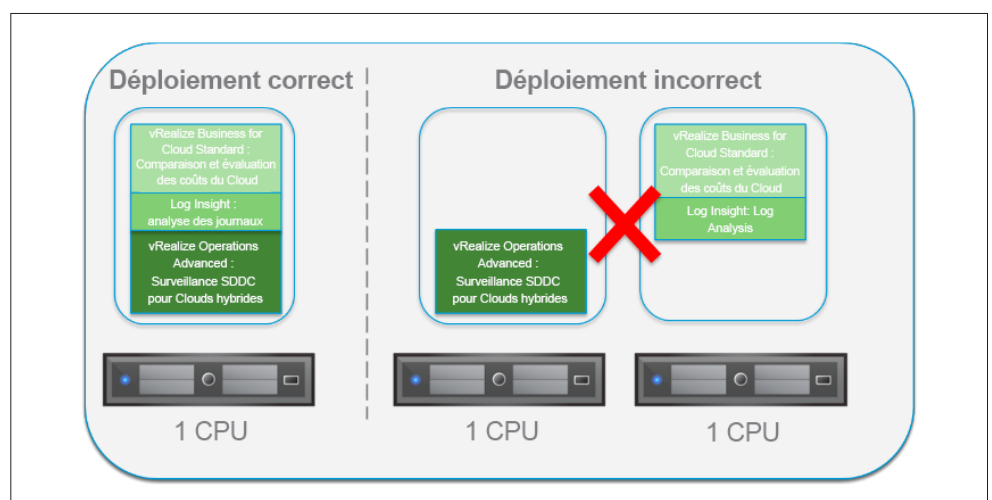 Déploiement correct
Déploiement incorrect
vRealize Business for
Cloud Standard :
Comparaison et évaluation
des coûts du Cloud
Log Insight :
analyse des journaux
vRealize Operations
Advanced :
Surveillance SDDC
pour Clouds hybrides
1 CPU
vRealize Operations
Advanced :
Surveillance SDDC
pour Clouds hybrides
1 CPU
vRealize Business for
Cloud Standard :
Comparaison et évaluation
des coûts du Cloud
Log Insight: Log
Analysis
1 CPU